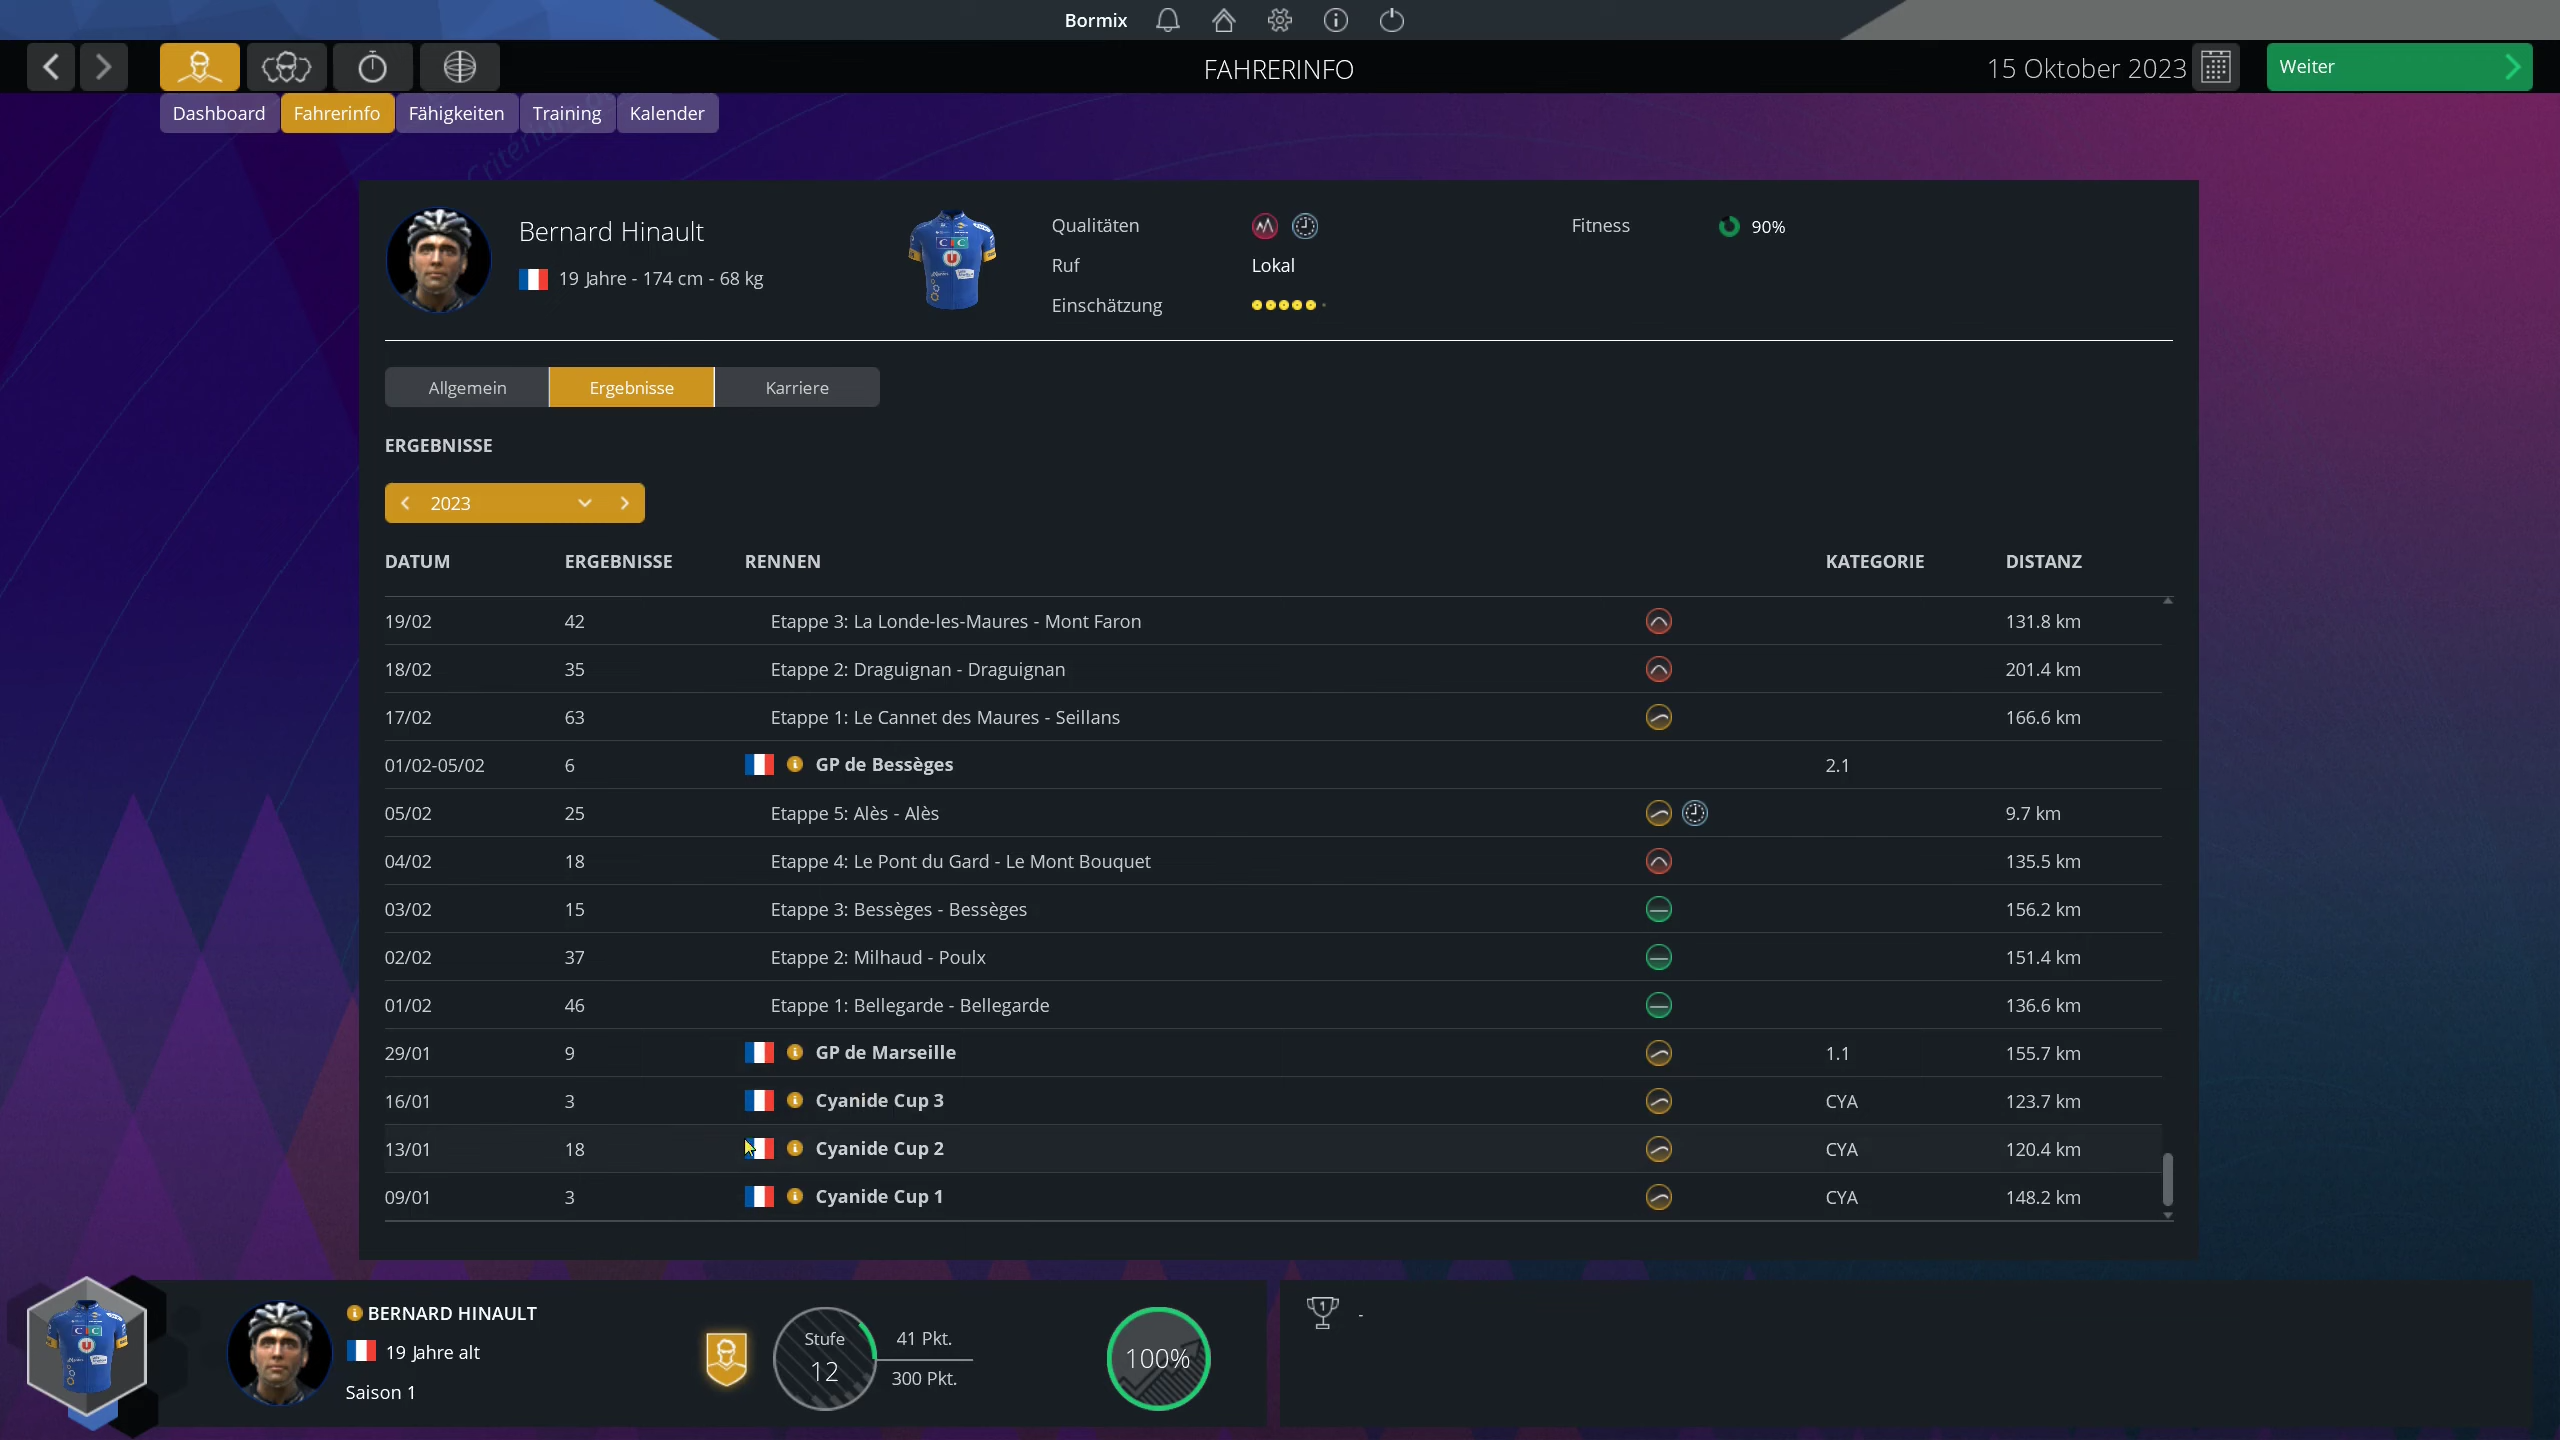 Bormix
FAHRERINFO
15 Oktober 2023
Weiter
Dashboard Fahrerinfo Fähigkeiten Training Kalender
Bernard Hinault
19 Jahre - 174 cm - 68 kg
Qualitäten
Ruf Lokal
Einschätzung
Fitness 90%
Allgemein Ergebnisse Karriere
ERGEBNISSE
2023
DATUM ERGEBNISSE RENNEN KATEGORIE DISTANZ
19/02 42 Etappe 3: La Londe-les-Maures - Mont Faron 131.8 km
18/02 35 Etappe 2: Draguignan - Draguignan 201.4 km
17/02 63 Etappe 1: Le Cannet des Maures - Seillans 166.6 km
01/02-05/02 6 GP de Bessèges 2.1
05/02 25 Etappe 5: Alès - Alès 9.7 km
04/02 18 Etappe 4: Le Pont du Gard - Le Mont Bouquet 135.5 km
03/02 15 Etappe 3: Bessèges - Bessèges 156.2 km
02/02 37 Etappe 2: Milhaud - Poulx 151.4 km
01/02 46 Etappe 1: Bellegarde - Bellegarde 136.6 km
29/01 9 GP de Marseille 1.1 155.7 km
16/01 3 Cyanide Cup 3 CYA 123.7 km
13/01 18 Cyanide Cup 2 CYA 120.4 km
09/01 3 Cyanide Cup 1 CYA 148.2 km
BERNARD HINAULT
19 Jahre alt
Saison 1
Stufe
12
41 Pkt.
300 Pkt.
100%
-